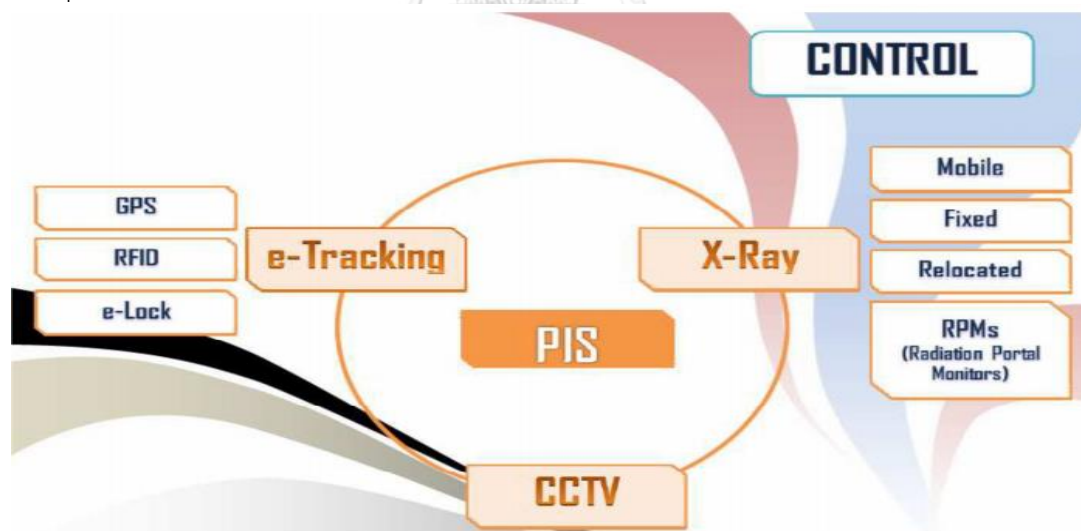 CONTROL
GPS
RFID
e-Lock
e-Tracking
X-Ray
Mobile
Fixed
Relocated
RPMs
(Radiation Portal
Monitors)
PIS
CCTV